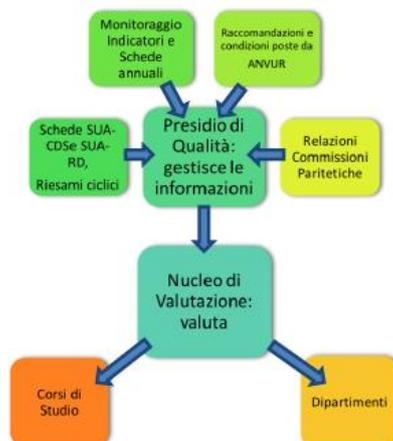 Monitoraggio
Indicatori e
Schede
annuali
Raccomandazioni e
condizioni poste da
ANVUR
Schede SUA-
CDSe SUA-
RD,
Riesami ciclici
Presidio di
Qualità:
gestisce le
informazioni
Relazioni
Commissioni
Paritetiche
Nucleo di
Valutazione:
valuta
Corsi di
Studio
Dipartimenti